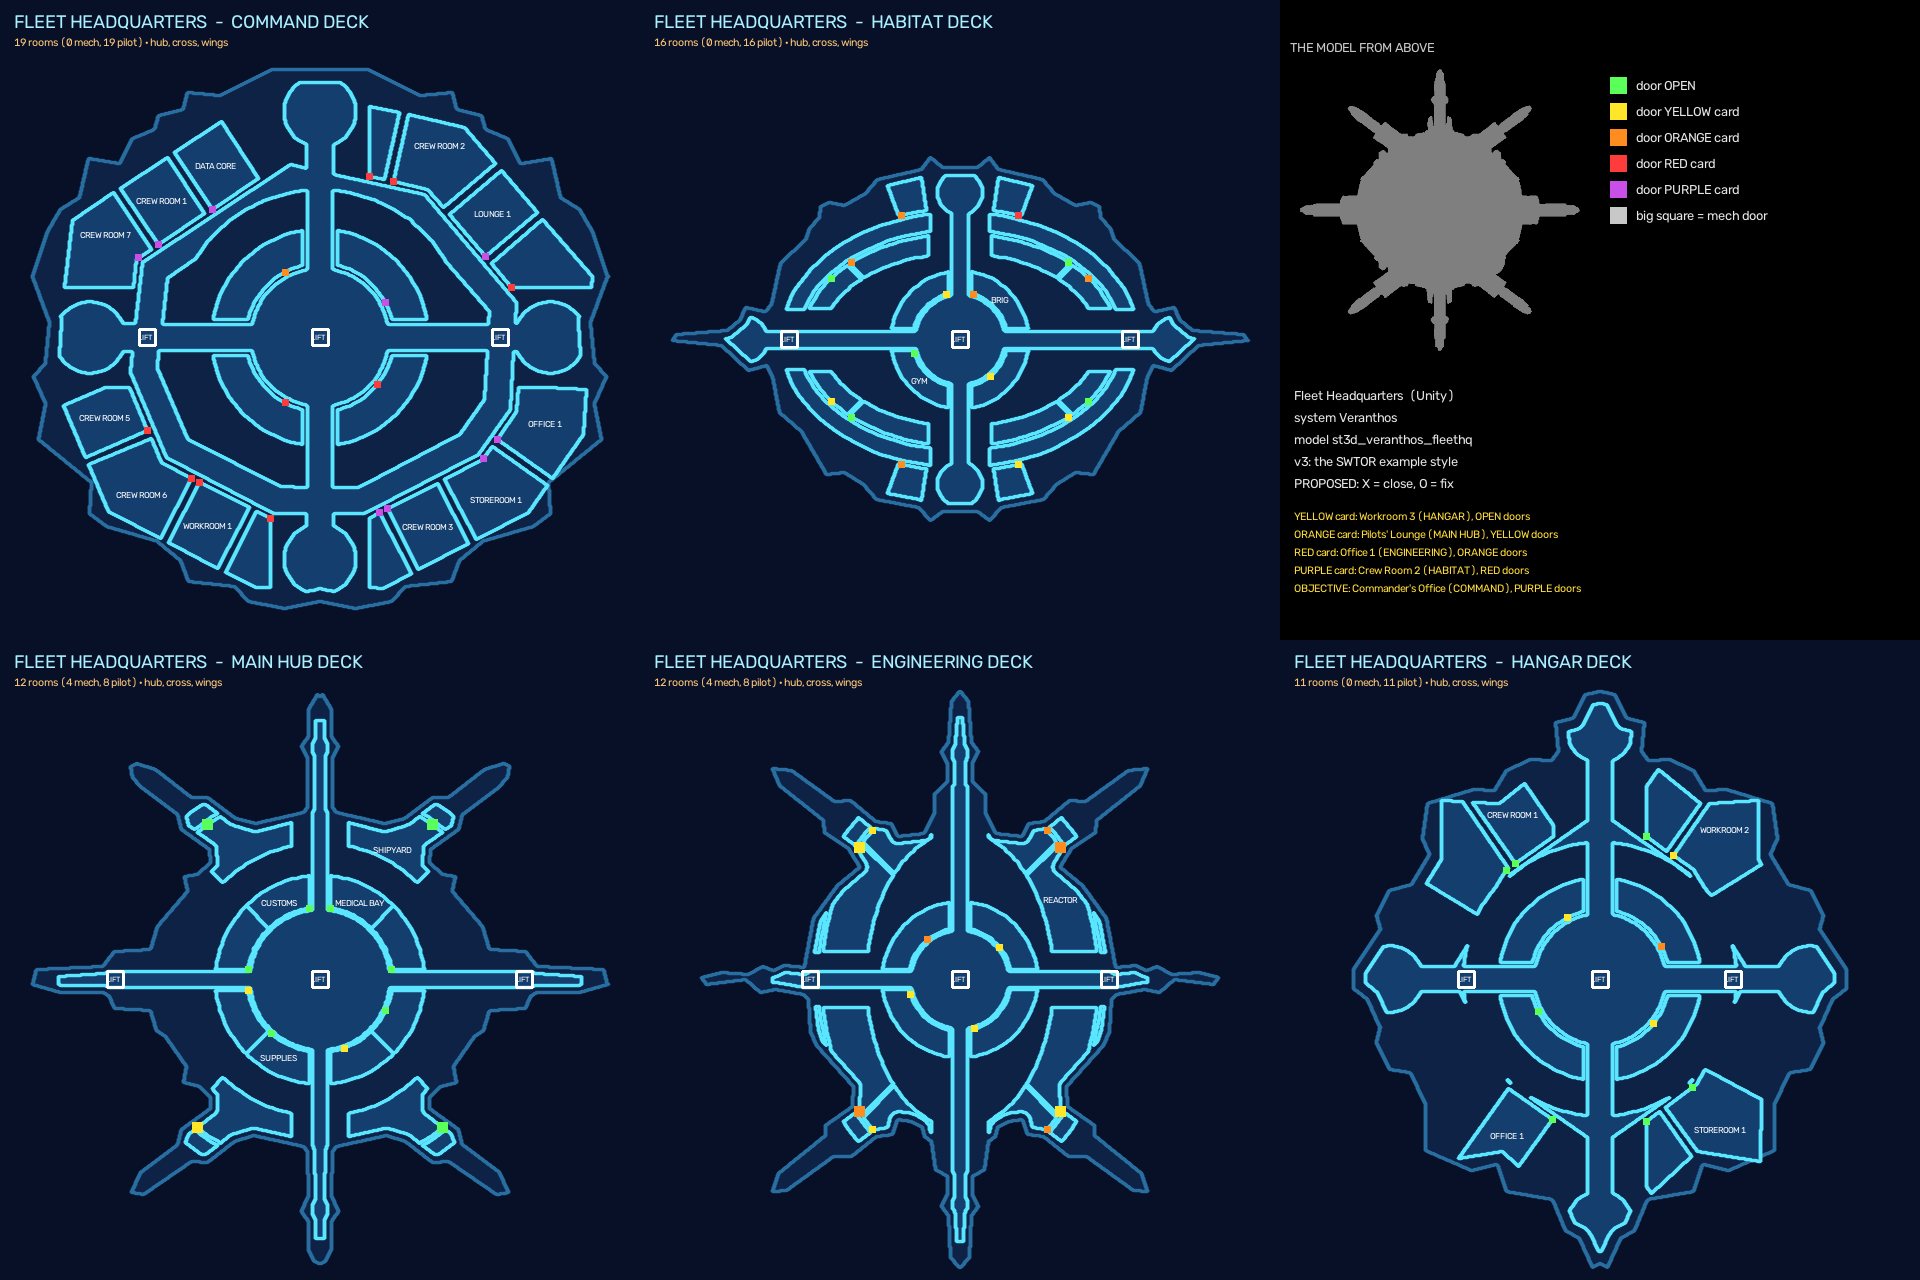 FLEET HEADQUARTERS - COMMAND DECK
19 rooms (0 mech, 19 pilot) • hub, cross, wings
CREW ROOM 2
DATA CORE
CREW ROOM 1
LOUNGE 1
CREW ROOM 7
LIFT
LIFT
LIFT
CREW ROOM 5
OFFICE 1
CREW ROOM 6
STOREROOM 1
WORKROOM 1
CREW ROOM 3
FLEET HEADQUARTERS - HABITAT DECK
16 rooms (0 mech, 16 pilot) • hub, cross, wings
BRIG
LIFT
LIFT
LIFT
GYM
THE MODEL FROM ABOVE
door OPEN
door YELLOW card
door ORANGE card
door RED card
door PURPLE card
big square = mech door
Fleet Headquarters (Unity)
system Veranthos
model st3d_veranthos_fleethq
v3: the SWTOR example style
PROPOSED: X = close, O = fix
YELLOW card: Workroom 3 (HANGAR), OPEN doors
ORANGE card: Pilots' Lounge (MAIN HUB), YELLOW doors
RED card: Office 1 (ENGINEERING), ORANGE doors
PURPLE card: Crew Room 2 (HABITAT), RED doors
OBJECTIVE: Commander's Office (COMMAND), PURPLE doors
FLEET HEADQUARTERS - MAIN HUB DECK
12 rooms (4 mech, 8 pilot) • hub, cross, wings
SHIPYARD
CUSTOMS
MEDICAL BAY
LIFT
LIFT
LIFT
SUPPLIES
FLEET HEADQUARTERS - ENGINEERING DECK
12 rooms (4 mech, 8 pilot) • hub, cross, wings
REACTOR
LIFT
LIFT
LIFT
FLEET HEADQUARTERS - HANGAR DECK
11 rooms (0 mech, 11 pilot) • hub, cross, wings
CREW ROOM 1
WORKROOM 2
LIFT
LIFT
LIFT
OFFICE 1
STOREROOM 1